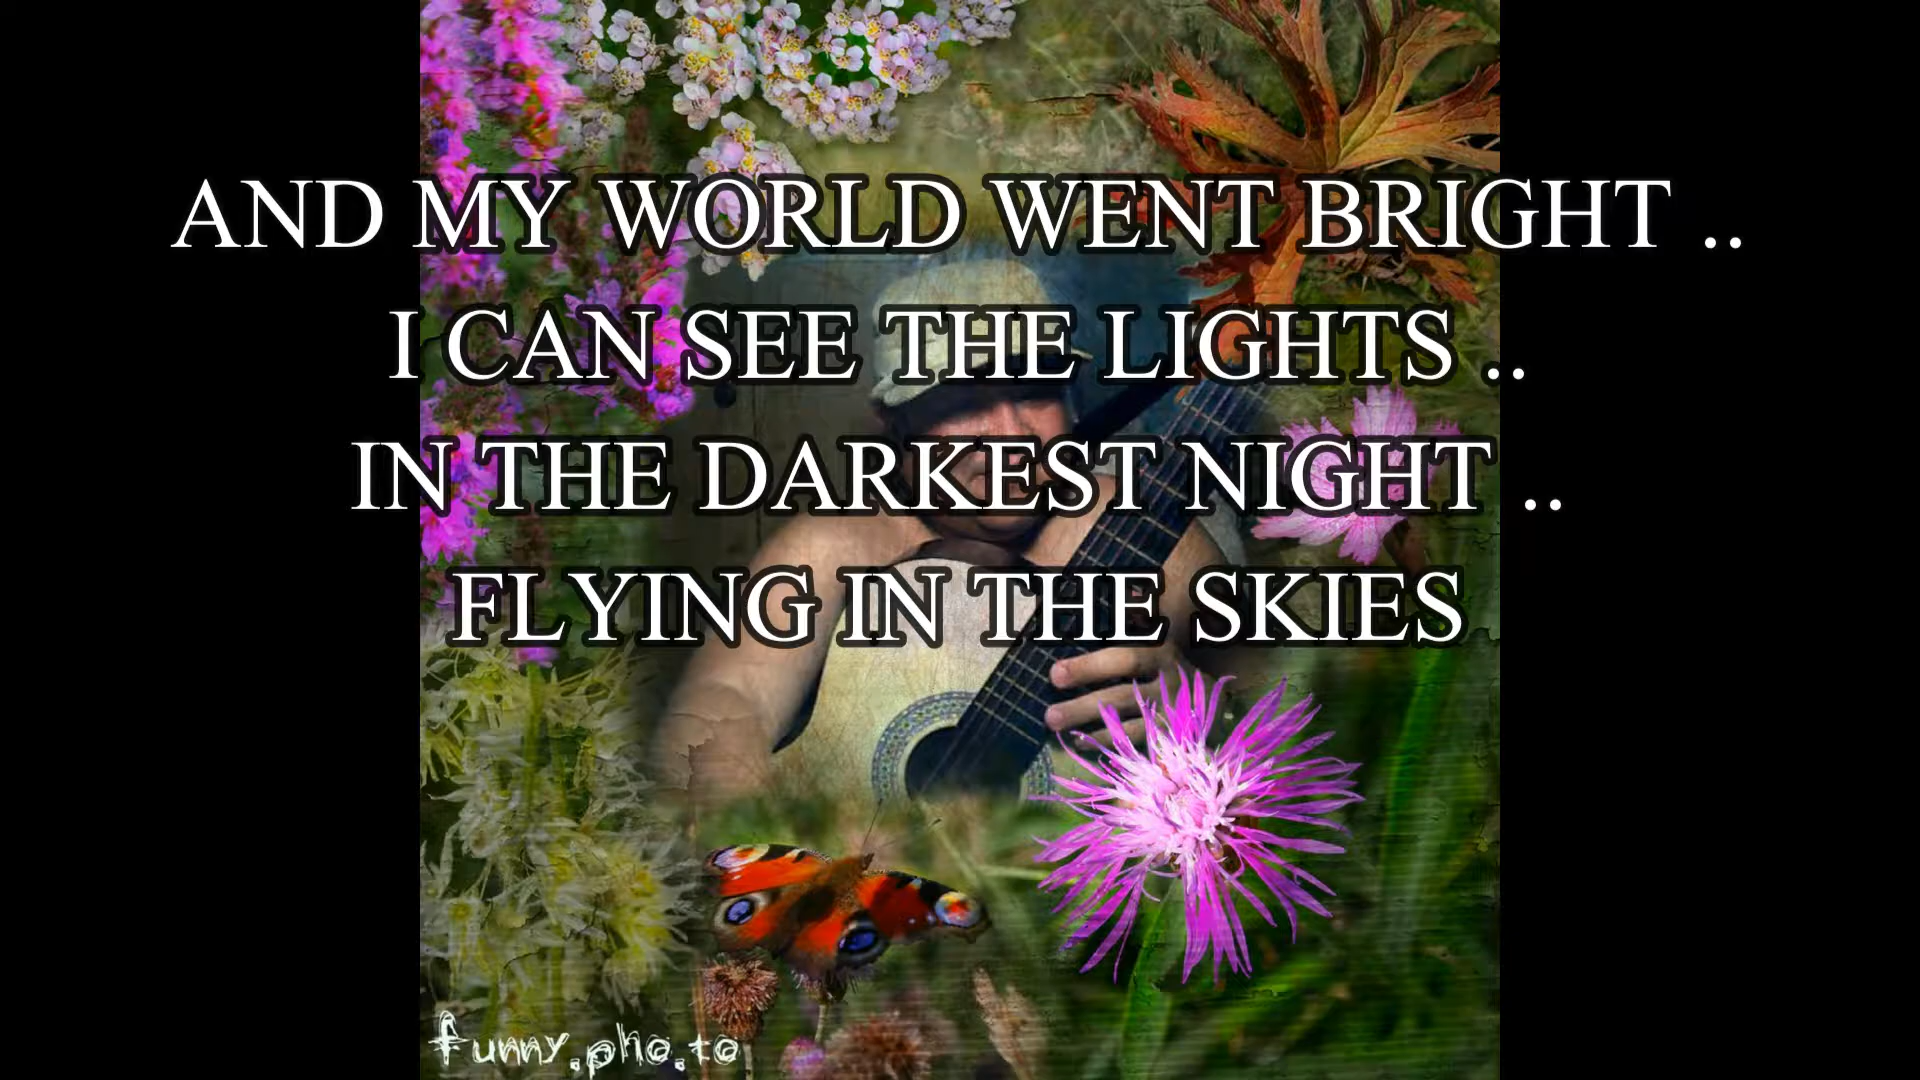 AND MY WORLD WENT BRIGHT ..
I CAN SEE THE LIGHTS ..
IN THE DARKEST NIGHT ..
FLYING IN THE SKIES
funny.pho.to